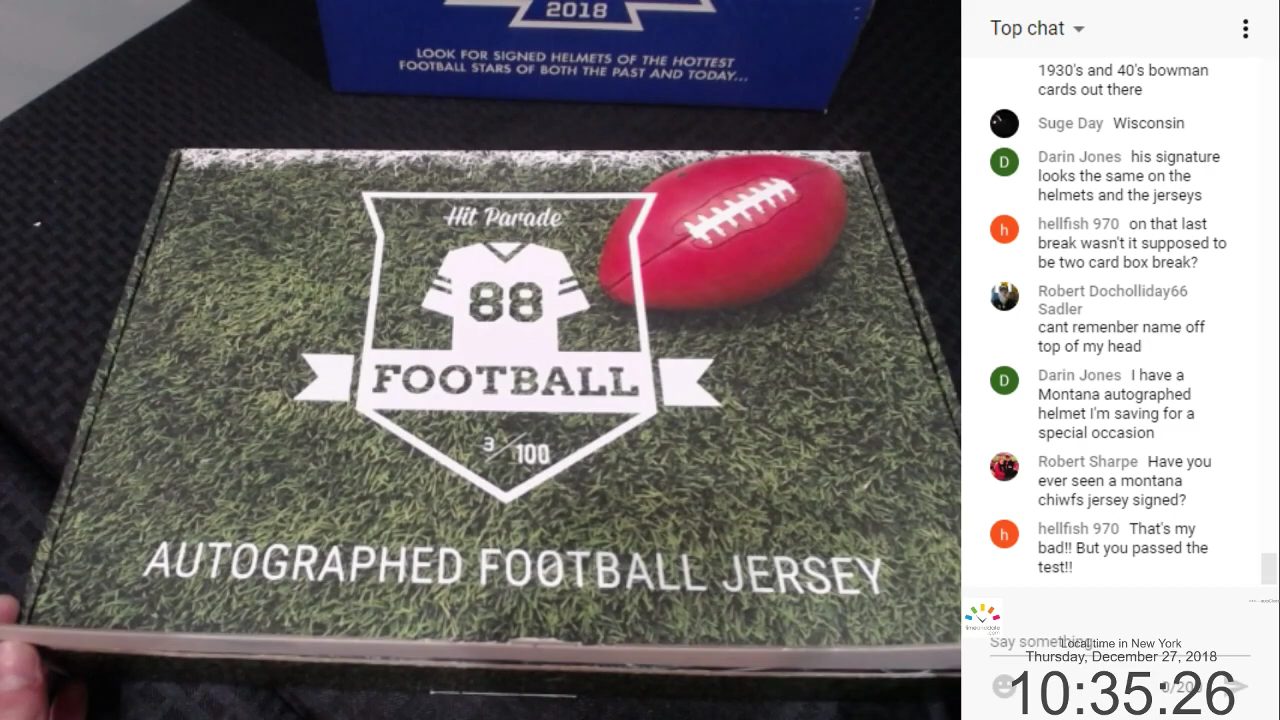 2018
LOOK FOR SIGNED HELMETS OF THE HOTTEST
FOOTBALL STARS OF BOTH THE PAST AND TODAY...
Hit Parade
88
FOOTBALL
3/100
AUTOGRAPHED FOOTBALL JERSEY
Top chat
1930's and 40's bowman
cards out there
Suge Day Wisconsin
D
Darin Jones his signature
looks the same on the
helmets and the jerseys
h
hellfish 970 on that last
break wasn't it supposed to
be two card box break?
Robert Docholliday66
Sadler
cant remenber name off
top of my head
D
Darin Jones I have a
Montana autographed
helmet I'm saving for a
special occasion
Robert Sharpe Have you
ever seen a montana
chiwfs jersey signed?
h
hellfish 970 That's my
bad!! But you passed the
test!!
Say something...
Local time in New York
Thursday, December 27, 2018
0/200
10:35:26